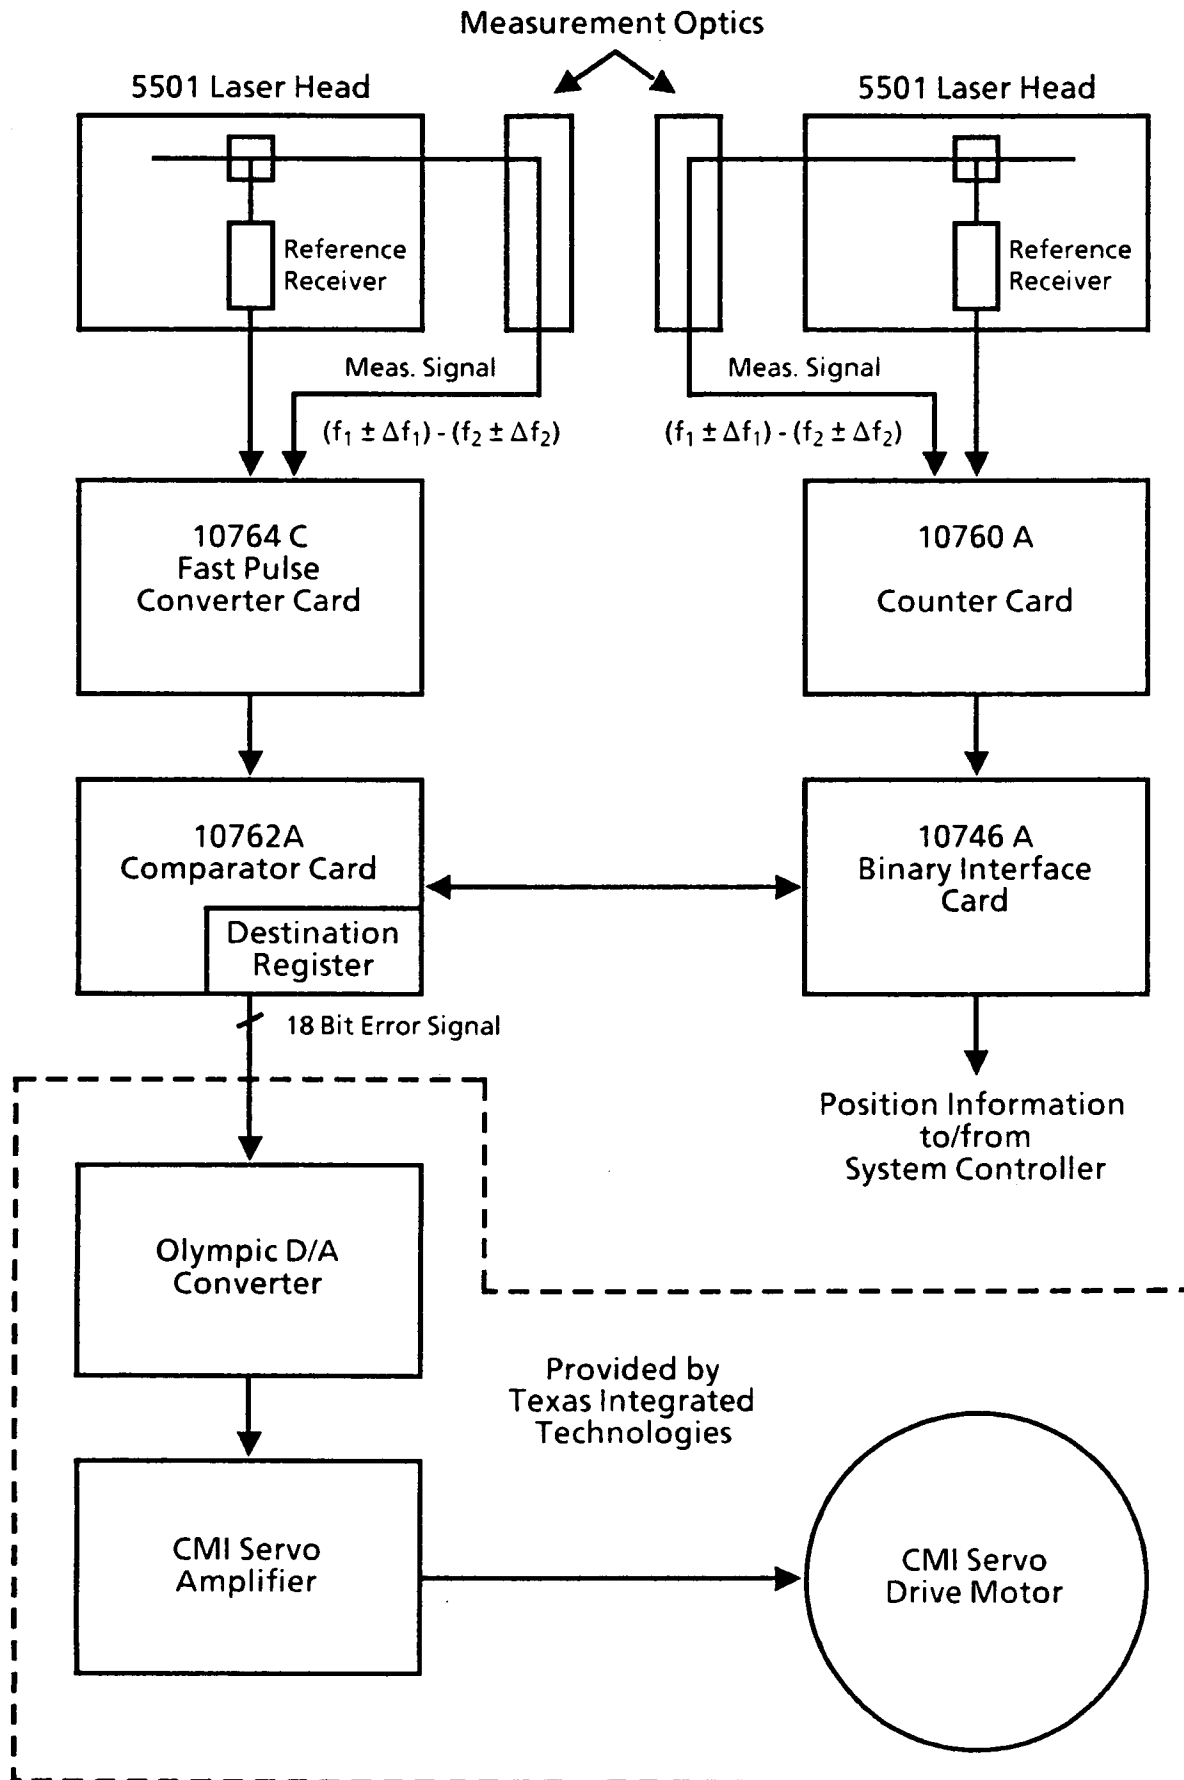 Measurement Optics
5501 Laser Head
5501 Laser Head
Reference
Receiver
Reference
Receiver
Meas. Signal
Meas. Signal
(f₁ ± Δf₁) - (f₂ ± Δf₂)
(f₁ ± Δf₁) - (f₂ ± Δf₂)
10764 C
Fast Pulse
Converter Card
10760 A
Counter Card
10762A
Comparator Card
Destination
Register
10746 A
Binary Interface
Card
18 Bit Error Signal
Position Information
to/from
System Controller
Olympic D/A
Converter
Provided by
Texas Integrated
Technologies
CMI Servo
Amplifier
CMI Servo
Drive Motor